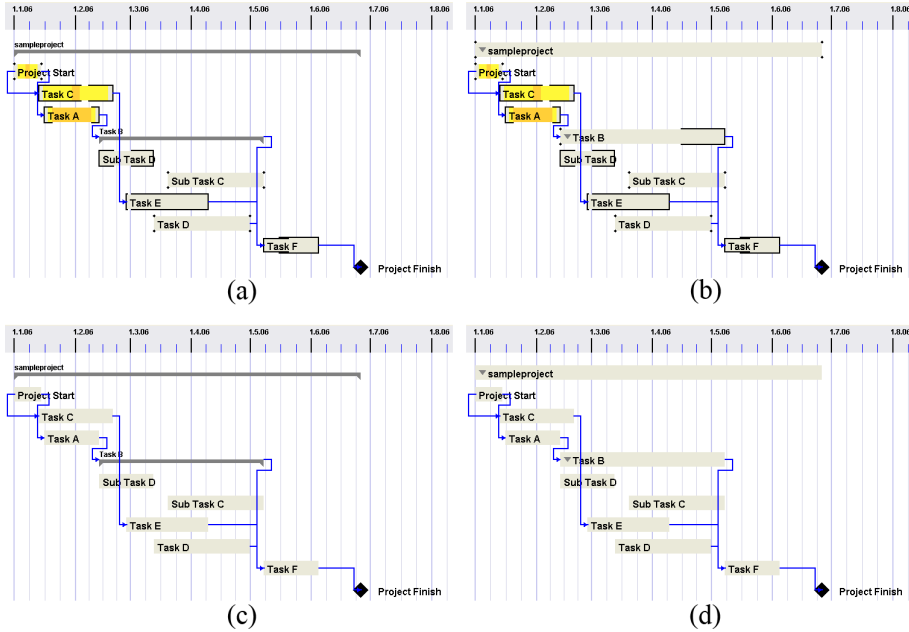 1.1.06 1.2.06 1.3.06 1.4.06 1.5.06 1.6.06 1.7.06 1.8.06
sampleproject
Project Start
Task C
Task A
Task B
Sub Task D
Sub Task C
Task E
Task D
Task F
Project Finish
(a)
1.1.06 1.2.06 1.3.06 1.4.06 1.5.06 1.6.06 1.7.06 1.8.06
sampleproject
Project Start
Task C
Task A
Task B
Sub Task D
Sub Task C
Task E
Task D
Task F
Project Finish
(b)
1.1.06 1.2.06 1.3.06 1.4.06 1.5.06 1.6.06 1.7.06 1.8.06
sampleproject
Project Start
Task C
Task A
Task B
Sub Task D
Sub Task C
Task E
Task D
Task F
Project Finish
(c)
1.1.06 1.2.06 1.3.06 1.4.06 1.5.06 1.6.06 1.7.06 1.8.06
sampleproject
Project Start
Task C
Task A
Task B
Sub Task D
Sub Task C
Task E
Task D
Task F
Project Finish
(d)